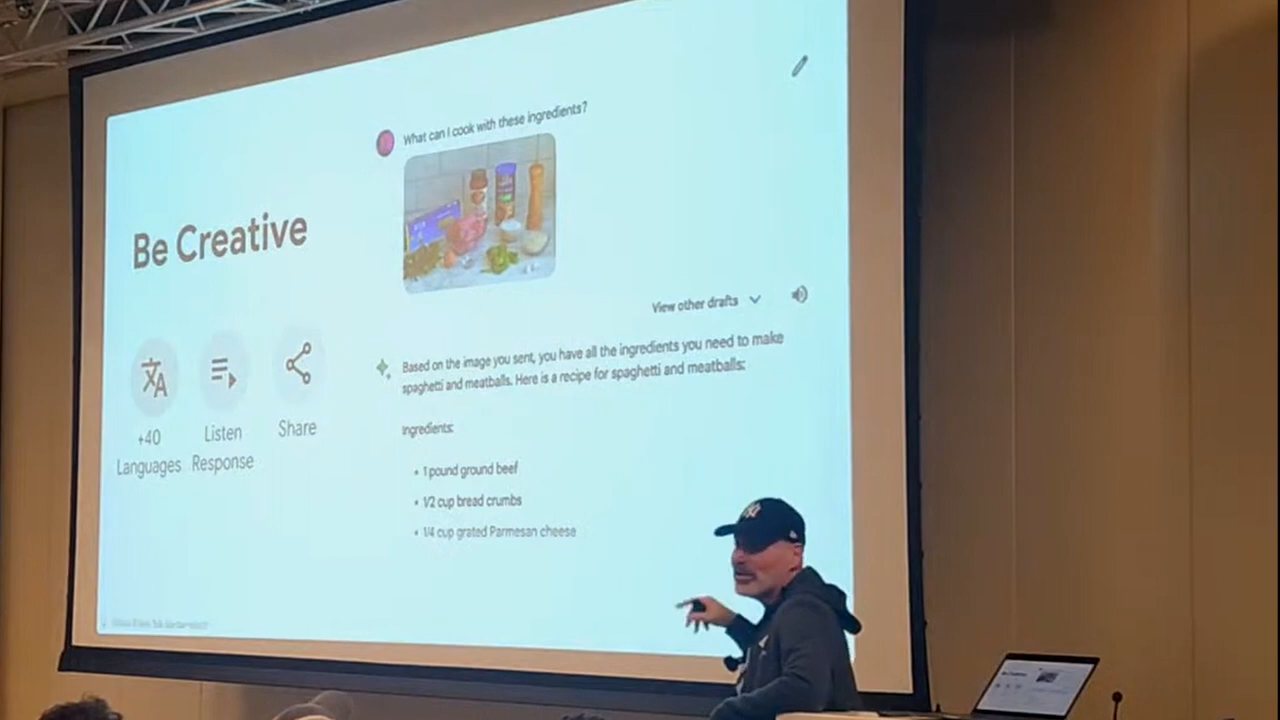 Be Creative
+40
Languages
Listen
Response
Share
What can I cook with these ingredients?
View other drafts
Based on the image you sent, you have all the ingredients you need to make
spaghetti and meatballs. Here is a recipe for spaghetti and meatballs:
Ingredients:
• 1 pound ground beef
• 1/2 cup bread crumbs
• 1/4 cup grated Parmesan cheese
Be Creative